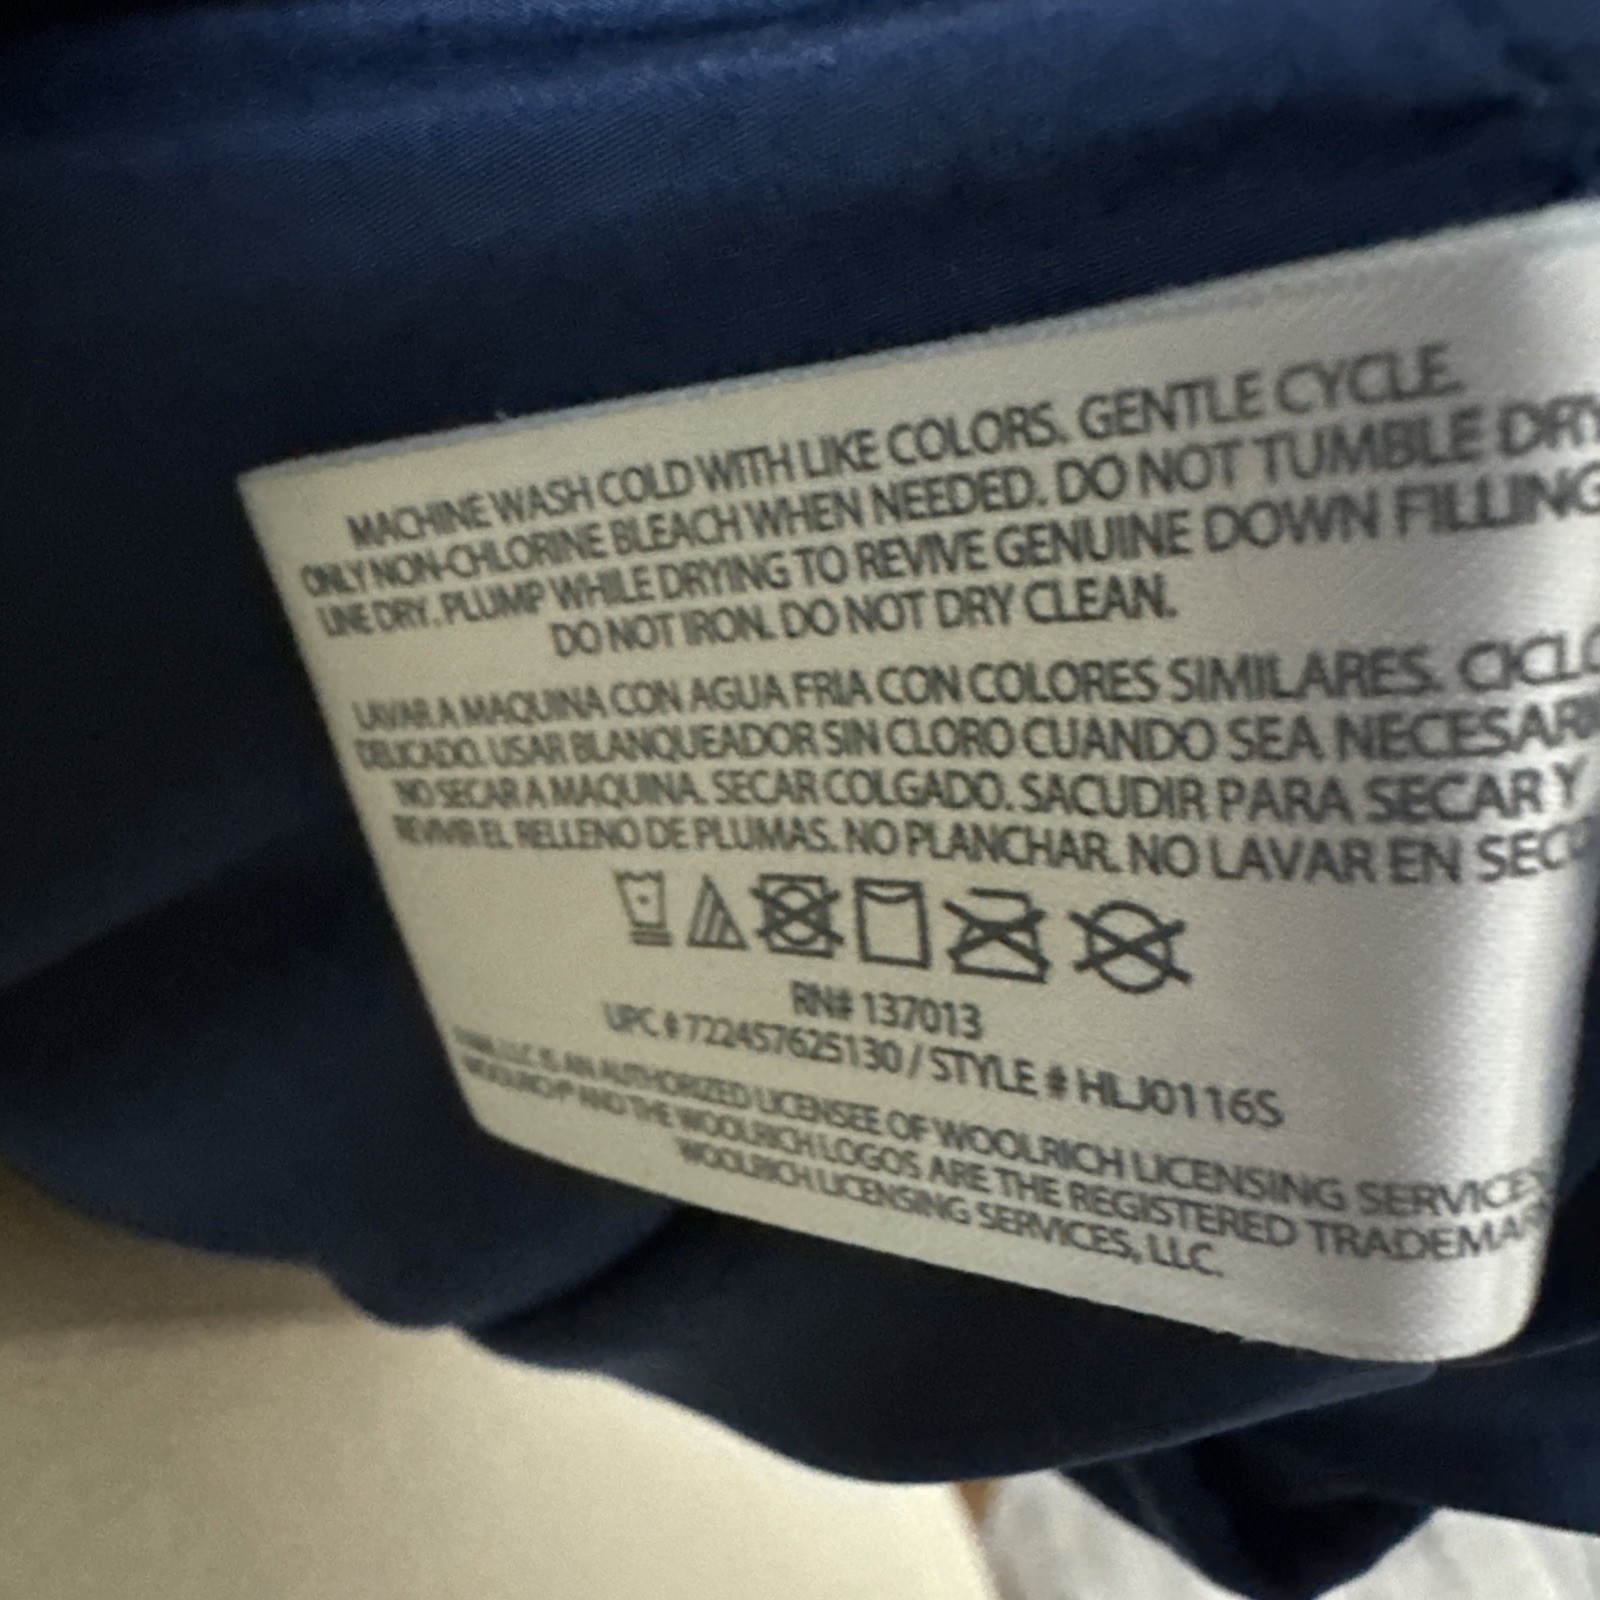 MACHINE WASH COLD WITH LIKE COLORS. GENTLE CYCLE.
ONLY NON-CHLORINE BLEACH WHEN NEEDED. DO NOT TUMBLE DRY
LINE DRY. PLUMP WHILE DRYING TO REVIVE GENUINE DOWN FILLING
DO NOT IRON. DO NOT DRY CLEAN.
LAVAR A MAQUINA CON AGUA FRIA CON COLORES SIMILARES. CICLO
DELICADO. USAR BLANQUEADOR SIN CLORO CUANDO SEA NECESARI
NO SECAR A MAQUINA. SECAR COLGADO. SACUDIR PARA SECAR Y
REVIVIR EL RELLENO DE PLUMAS. NO PLANCHAR. NO LAVAR EN SECO
RN# 137013
UPC # 722457625130 / STYLE # HLJ0116S
LLC IS AN AUTHORIZED LICENSEE OF WOOLRICH LICENSING SERVICES
WOOLRICH® AND THE WOOLRICH LOGOS ARE THE REGISTERED TRADEMAR
WOOLRICH LICENSING SERVICES, LLC.